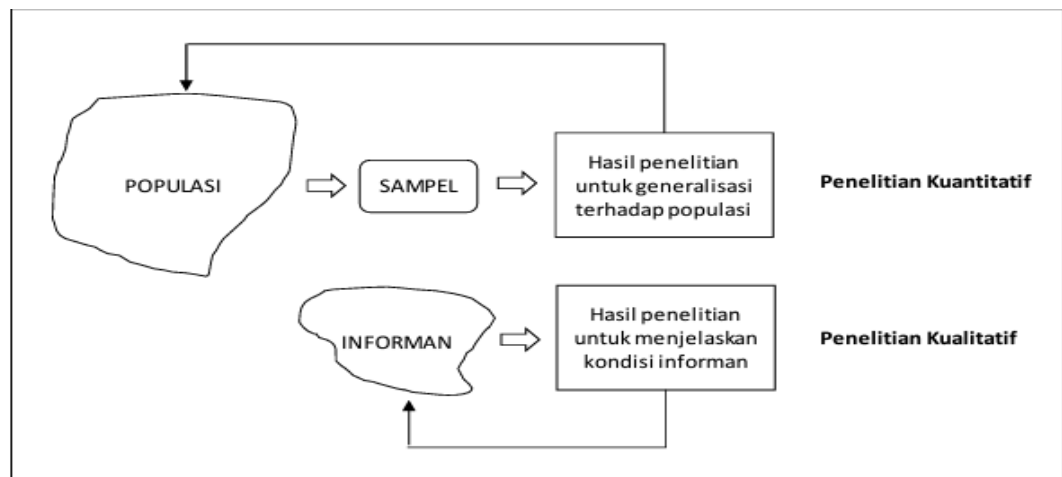 POPULASI
SAMPEL
Hasil penelitian
untuk generalisasi
terhadap populasi
Penelitian Kuantitatif
INFORMAN
Hasil penelitian
untuk menjelaskan
kondisi informan
Penelitian Kualitatif